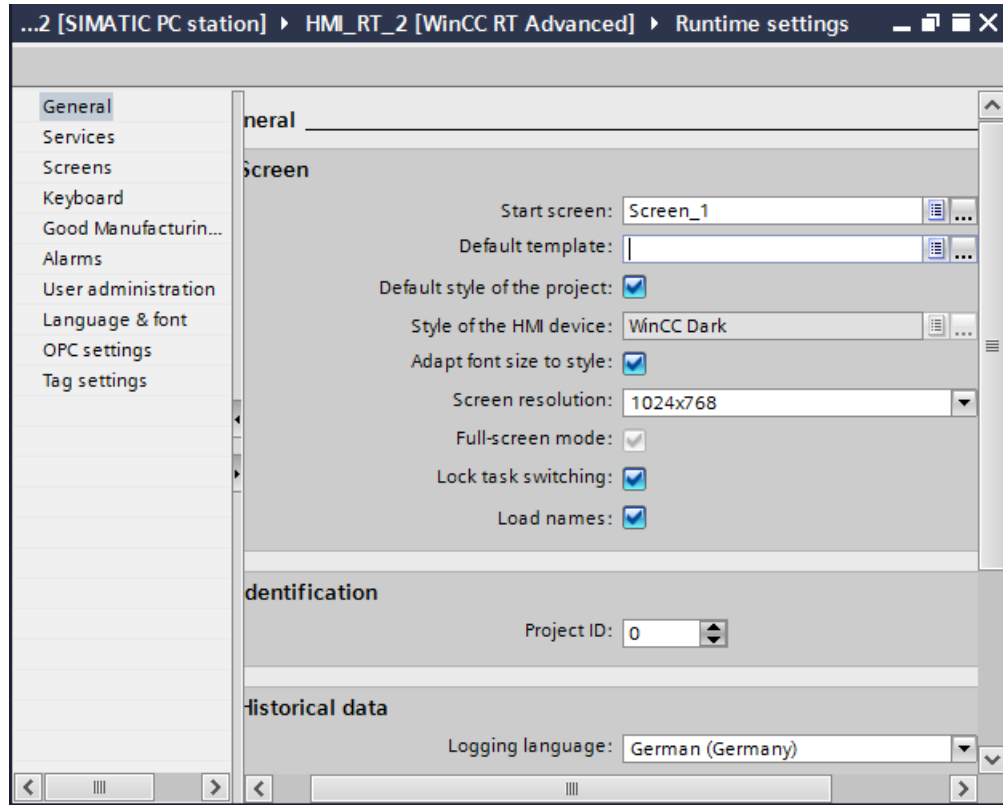 ...2 [SIMATIC PC station] ▸ HMI_RT_2 [WinCC RT Advanced] ▸ Runtime settings
General
Services
Screens
Keyboard
Good Manufacturin...
Alarms
User administration
Language & font
OPC settings
Tag settings
neral
Screen
Start screen: Screen_1
Default template:
Default style of the project:
Style of the HMI device: WinCC Dark
Adapt font size to style:
Screen resolution: 1024x768
Full-screen mode:
Lock task switching:
Load names:
dentification
Project ID: 0
Historical data
Logging language: German (Germany)